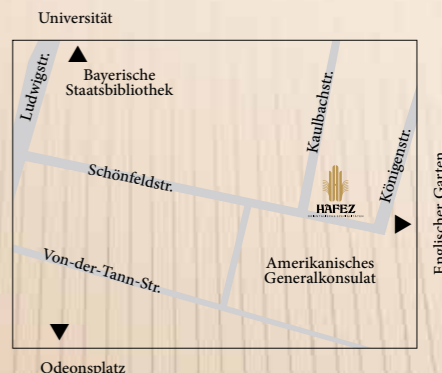 Universität
Bayerische
Staatsbibliothek
Ludwigstr.
Kaulbachstr.
Königenstr.
Schönfeldstr.
HAFEZ
Englischer Garten
Amerikanisches
Generalkonsulat
Von-der-Tann-Str.
Odeonsplatz